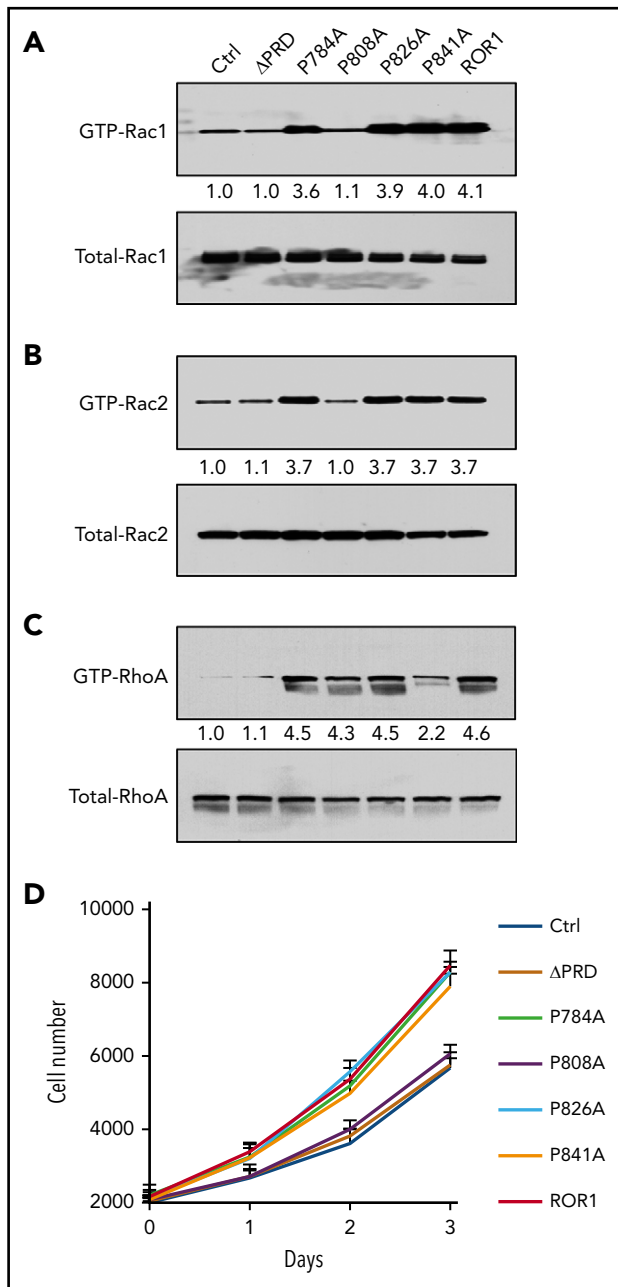 A
Ctrl ΔPRD P784A P808A P826A P841A ROR1
GTP-Rac1
1.0 1.0 3.6 1.1 3.9 4.0 4.1
Total-Rac1
B
GTP-Rac2
1.0 1.1 3.7 1.0 3.7 3.7 3.7
Total-Rac2
C
GTP-RhoA
1.0 1.1 4.5 4.3 4.5 2.2 4.6
Total-RhoA
D
10000
8000
6000
4000
2000
Cell number
0 1 2 3
Days
Ctrl
ΔPRD
P784A
P808A
P826A
P841A
ROR1